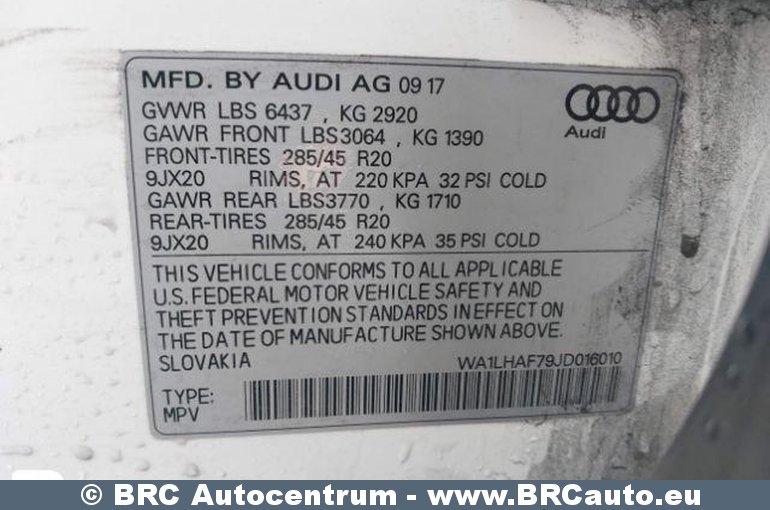 MFD. BY AUDI AG 09 17
GVWR LBS 6437 , KG 2920
GAWR FRONT LBS3064 , KG 1390
FRONT-TIRES 285/45 R20
9JX20 RIMS, AT 220 KPA 32 PSI COLD
GAWR REAR LBS3770 , KG 1710
REAR-TIRES 285/45 R20
9JX20 RIMS, AT 240 KPA 35 PSI COLD
Audi
THIS VEHICLE CONFORMS TO ALL APPLICABLE
U.S. FEDERAL MOTOR VEHICLE SAFETY AND
THEFT PREVENTION STANDARDS IN EFFECT ON
THE DATE OF MANUFACTURE SHOWN ABOVE.
SLOVAKIA WA1LHAF79JD016010
TYPE:
MPV
© BRC Autocentrum - www.BRCauto.eu